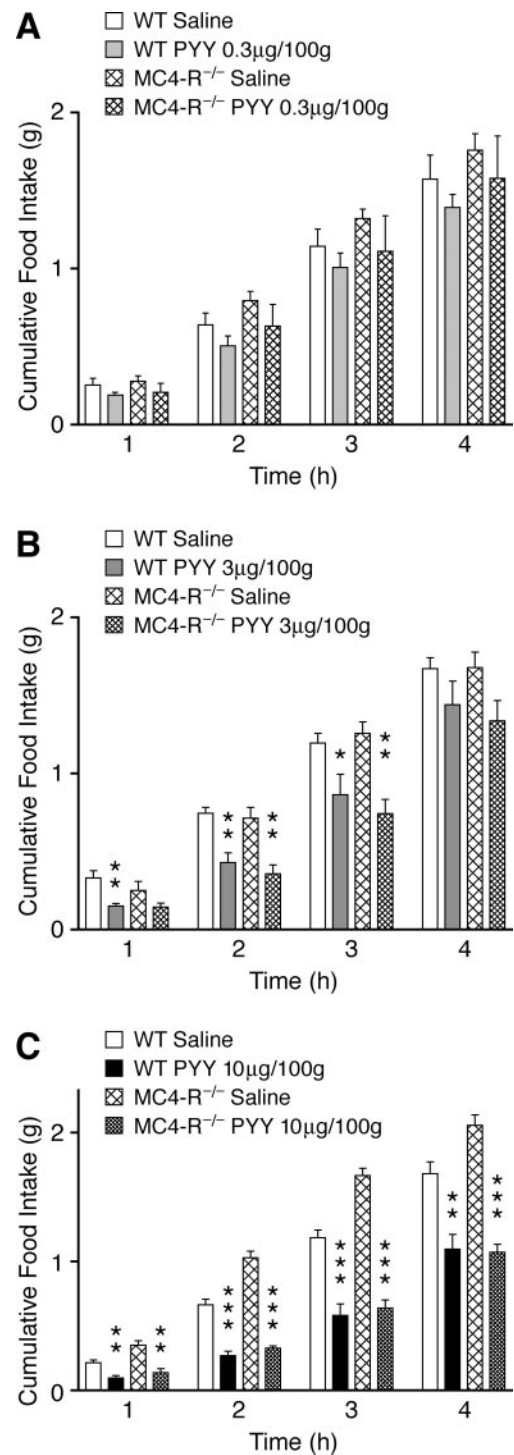 A
WT Saline
WT PYY 0.3µg/100g
MC4-R⁻/⁻ Saline
MC4-R⁻/⁻ PYY 0.3µg/100g
Cumulative Food Intake (g)
2
1
0
1 2 3 4
Time (h)
B
WT Saline
WT PYY 3µg/100g
MC4-R⁻/⁻ Saline
MC4-R⁻/⁻ PYY 3µg/100g
Cumulative Food Intake (g)
2
1
0
** ** ** * **
1 2 3 4
Time (h)
C
WT Saline
WT PYY 10µg/100g
MC4-R⁻/⁻ Saline
MC4-R⁻/⁻ PYY 10µg/100g
Cumulative Food Intake (g)
2
1
0
** ** *** *** *** *** ** ***
1 2 3 4
Time (h)